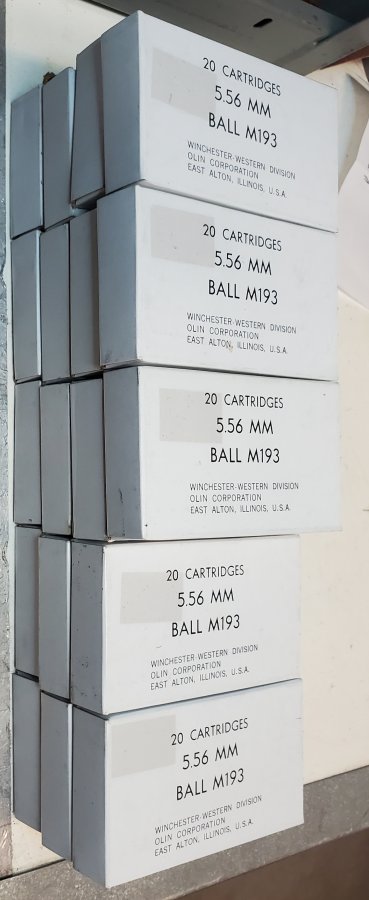 20 CARTRIDGES
5.56 MM
BALL M193
WINCHESTER-WESTERN DIVISION
OLIN CORPORATION
EAST ALTON, ILLINOIS, U.S.A.
20 CARTRIDGES
5.56 MM
BALL M193
WINCHESTER-WESTERN DIVISION
OLIN CORPORATION
EAST ALTON, ILLINOIS, U.S.A.
20 CARTRIDGES
5.56 MM
BALL M193
WINCHESTER-WESTERN DIVISION
OLIN CORPORATION
EAST ALTON, ILLINOIS, U.S.A.
20 CARTRIDGES
5.56 MM
BALL M193
WINCHESTER-WESTERN DIVISION
OLIN CORPORATION
EAST ALTON, ILLINOIS, U.S.A.
20 CARTRIDGES
5.56 MM
BALL M193
WINCHESTER-WESTERN DIVISION
OLIN CORPORATION
EAST ALTON, ILLINOIS, U.S.A.